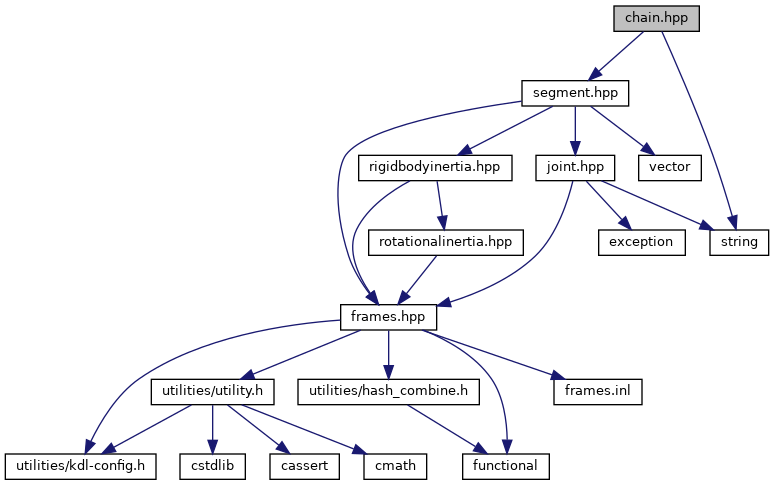 chain.hpp
segment.hpp
rigidbodyinertia.hpp
joint.hpp
vector
rotationalinertia.hpp
exception
string
frames.hpp
utilities/utility.h
utilities/hash_combine.h
frames.inl
utilities/kdl-config.h
cstdlib
cassert
cmath
functional